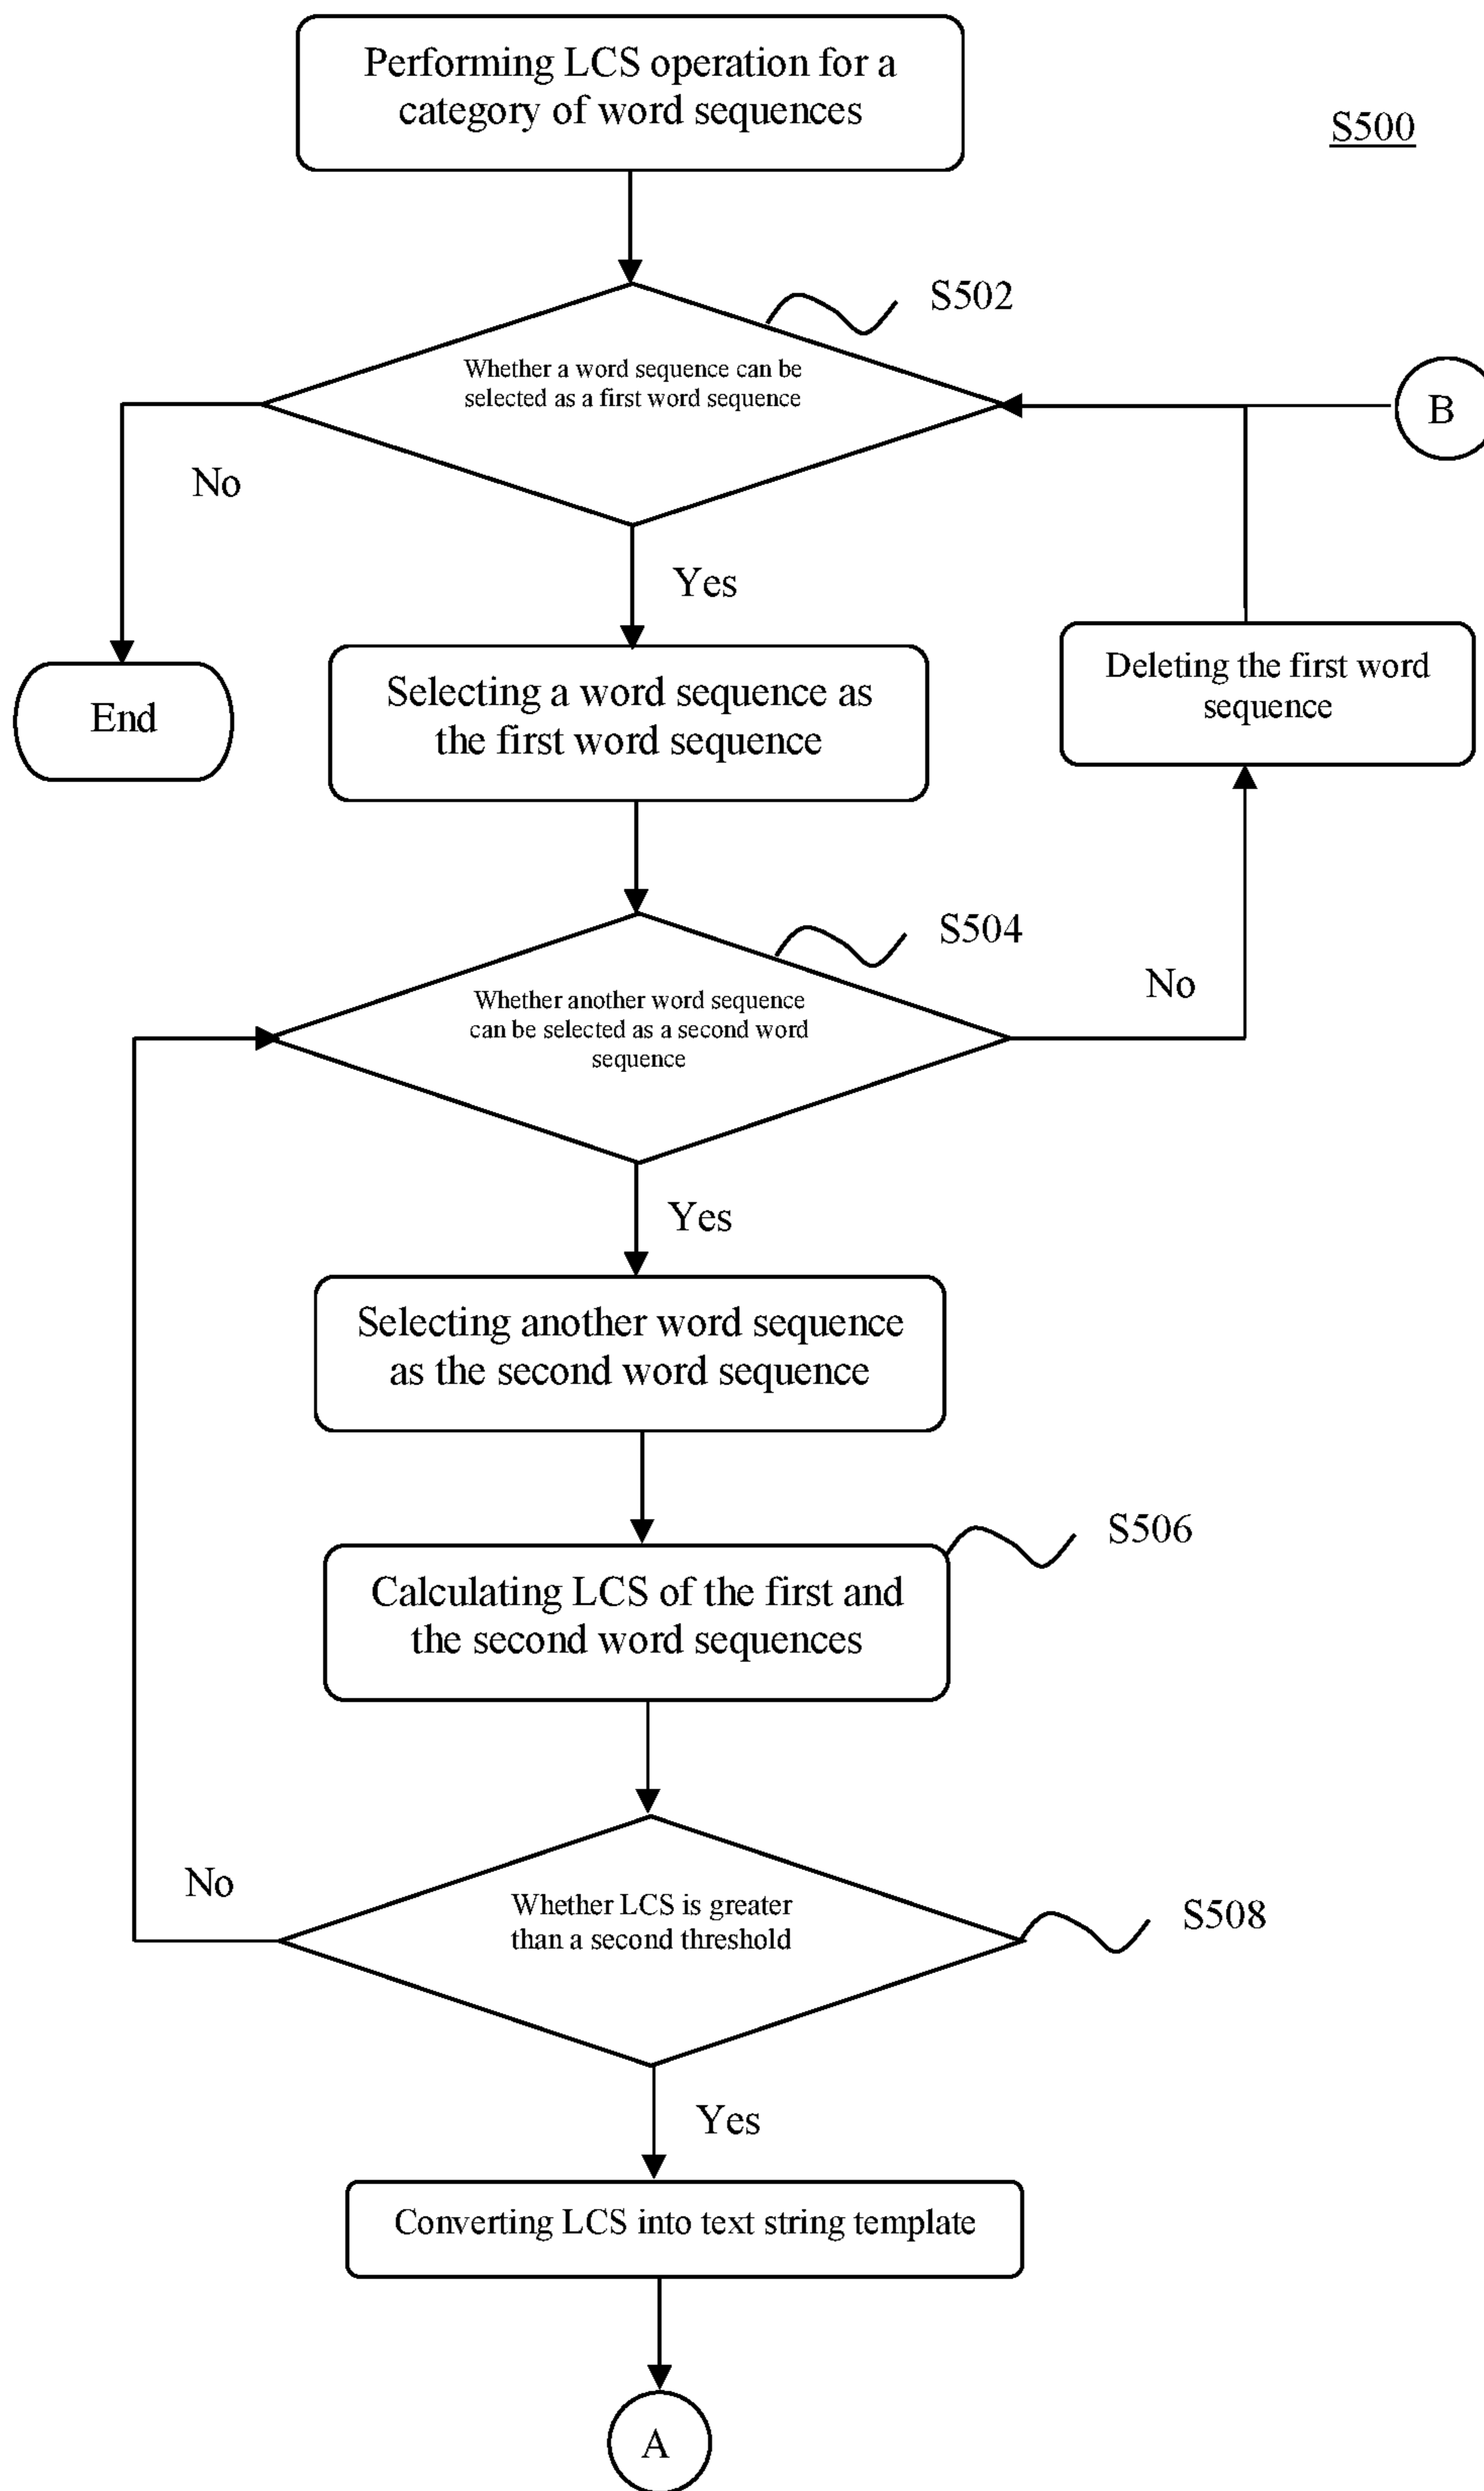 Performing LCS operation for a
category of word sequences
S500
S502
Whether a word sequence can be
selected as a first word sequence
B
No
Yes
Selecting a word sequence as
the first word sequence
Deleting the first word
sequence
End
S504
Whether another word sequence
can be selected as a second word
sequence
No
Yes
Selecting another word sequence
as the second word sequence
S506
Calculating LCS of the first and
the second word sequences
No
Whether LCS is greater
than a second threshold
S508
Yes
Converting LCS into text string template
A